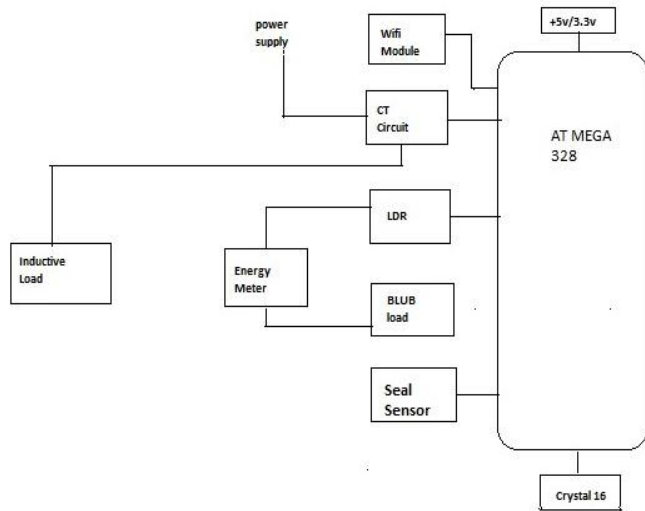 +5v/3.3v
power
supply
Wifi
Module
CT
Circuit
AT MEGA
328
LDR
Inductive
Load
Energy
Meter
BLUB
load
Seal
Sensor
Crystal 16